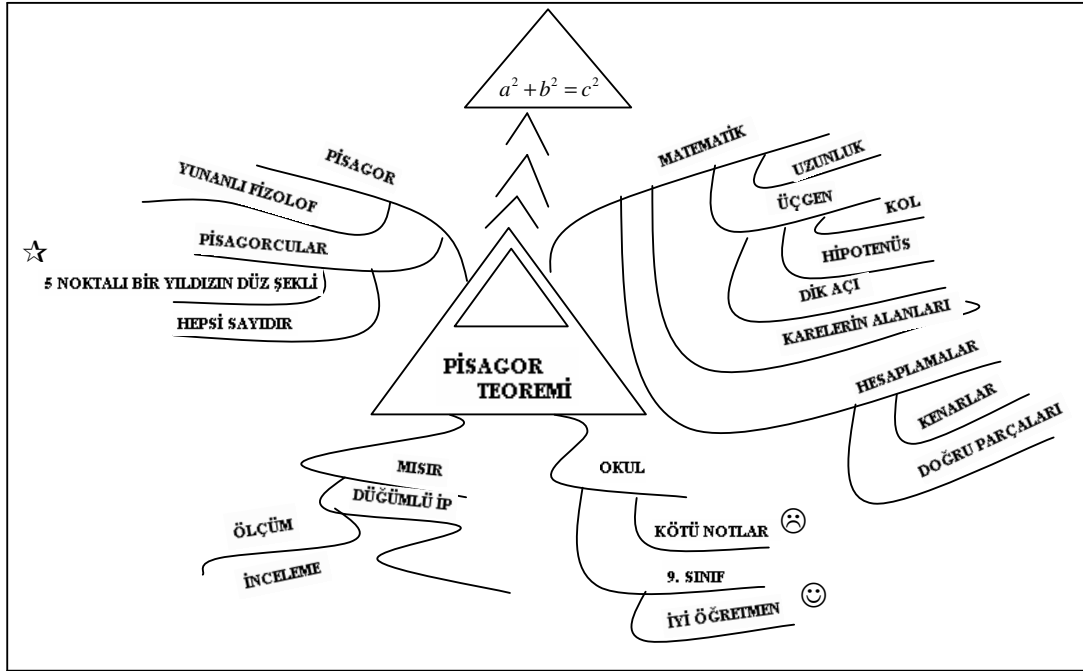 a² + b² = c²
PİSAGOR
YUNANLI FİZOLOF
PİSAGORCULAR
5 NOKTALI BİR YILDIZIN DÜZ ŞEKLİ
HEPSİ SAYIDIR
MATEMATİK
UZUNLUK
ÜÇGEN
KOL
HİPOTENÜS
DİK AÇI
KARELERİN ALANLARI
HESAPLAMALAR
KENARLAR
DOĞRU PARÇALARI
PİSAGOR
TEOREMİ
MISIR
DÜĞÜMLÜ İP
ÖLÇÜM
İNCELEME
OKUL
KÖTÜ NOTLAR
9. SINIF
İYİ ÖĞRETMEN